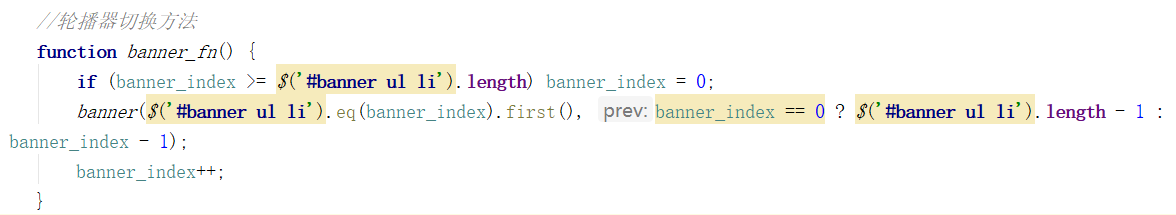 //轮播器切换方法
function banner_fn() {
if (banner_index >= $('#banner ul li').length) banner_index = 0;
banner($('#banner ul li').eq(banner_index).first(), prev: banner_index == 0 ? $('#banner ul li').length - 1 :
banner_index - 1);
banner_index++;
}